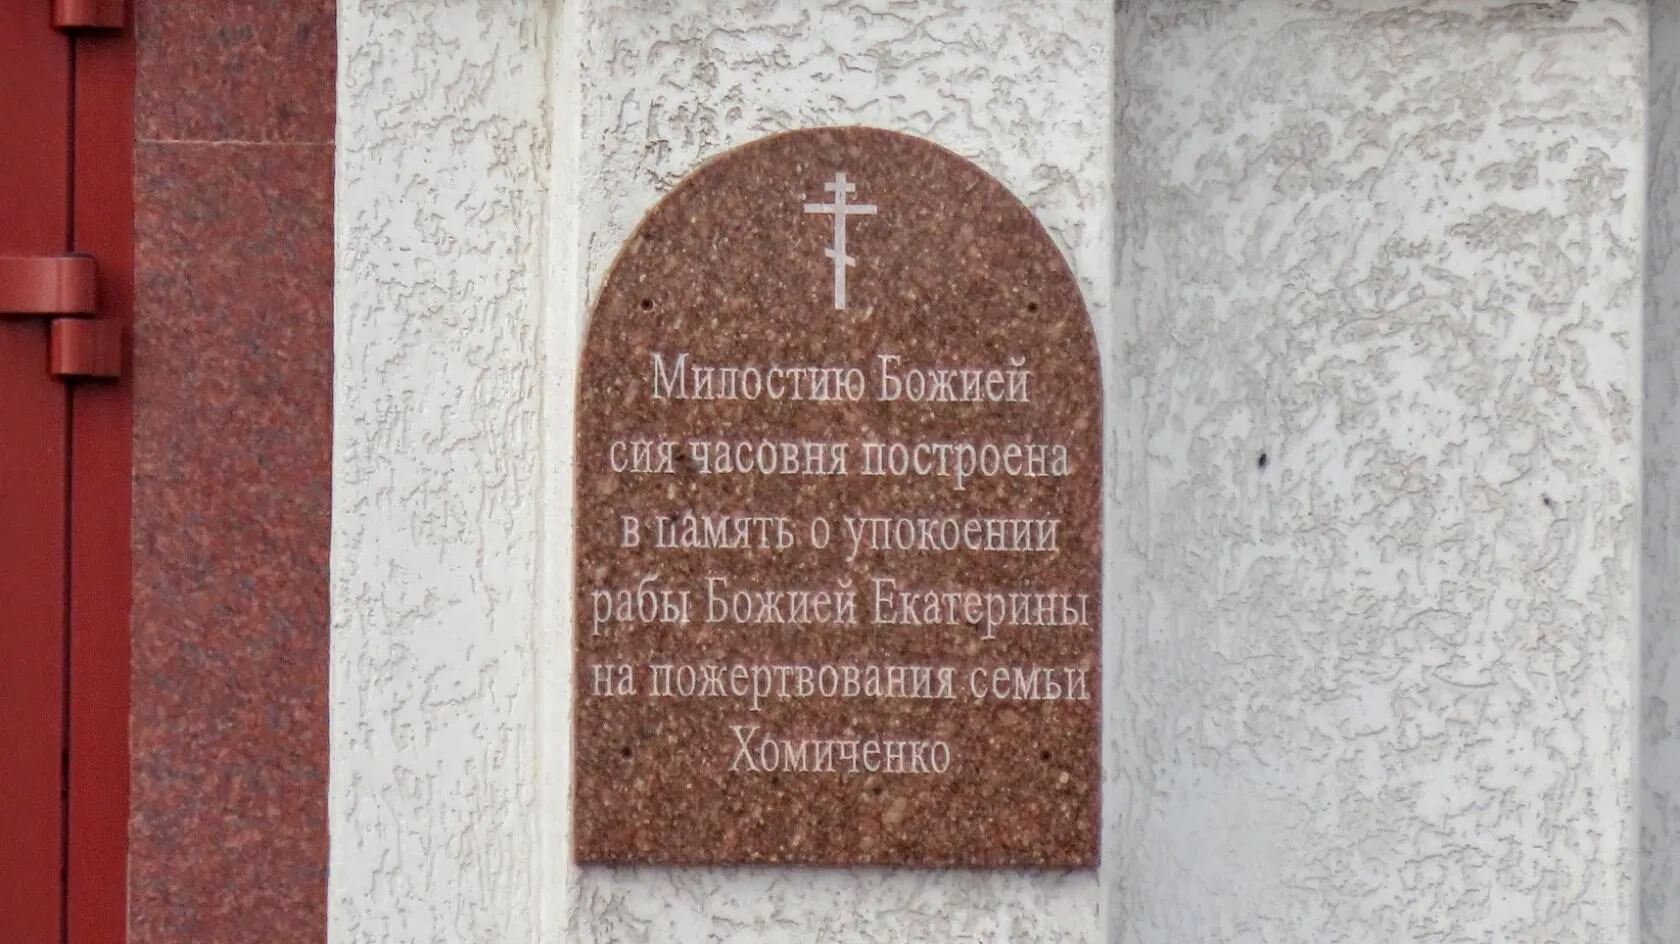 Милостию Божией
сия часовня построена
в память о упокоении
рабы Божией Екатерины
на пожертвования семьи
Хомиченко